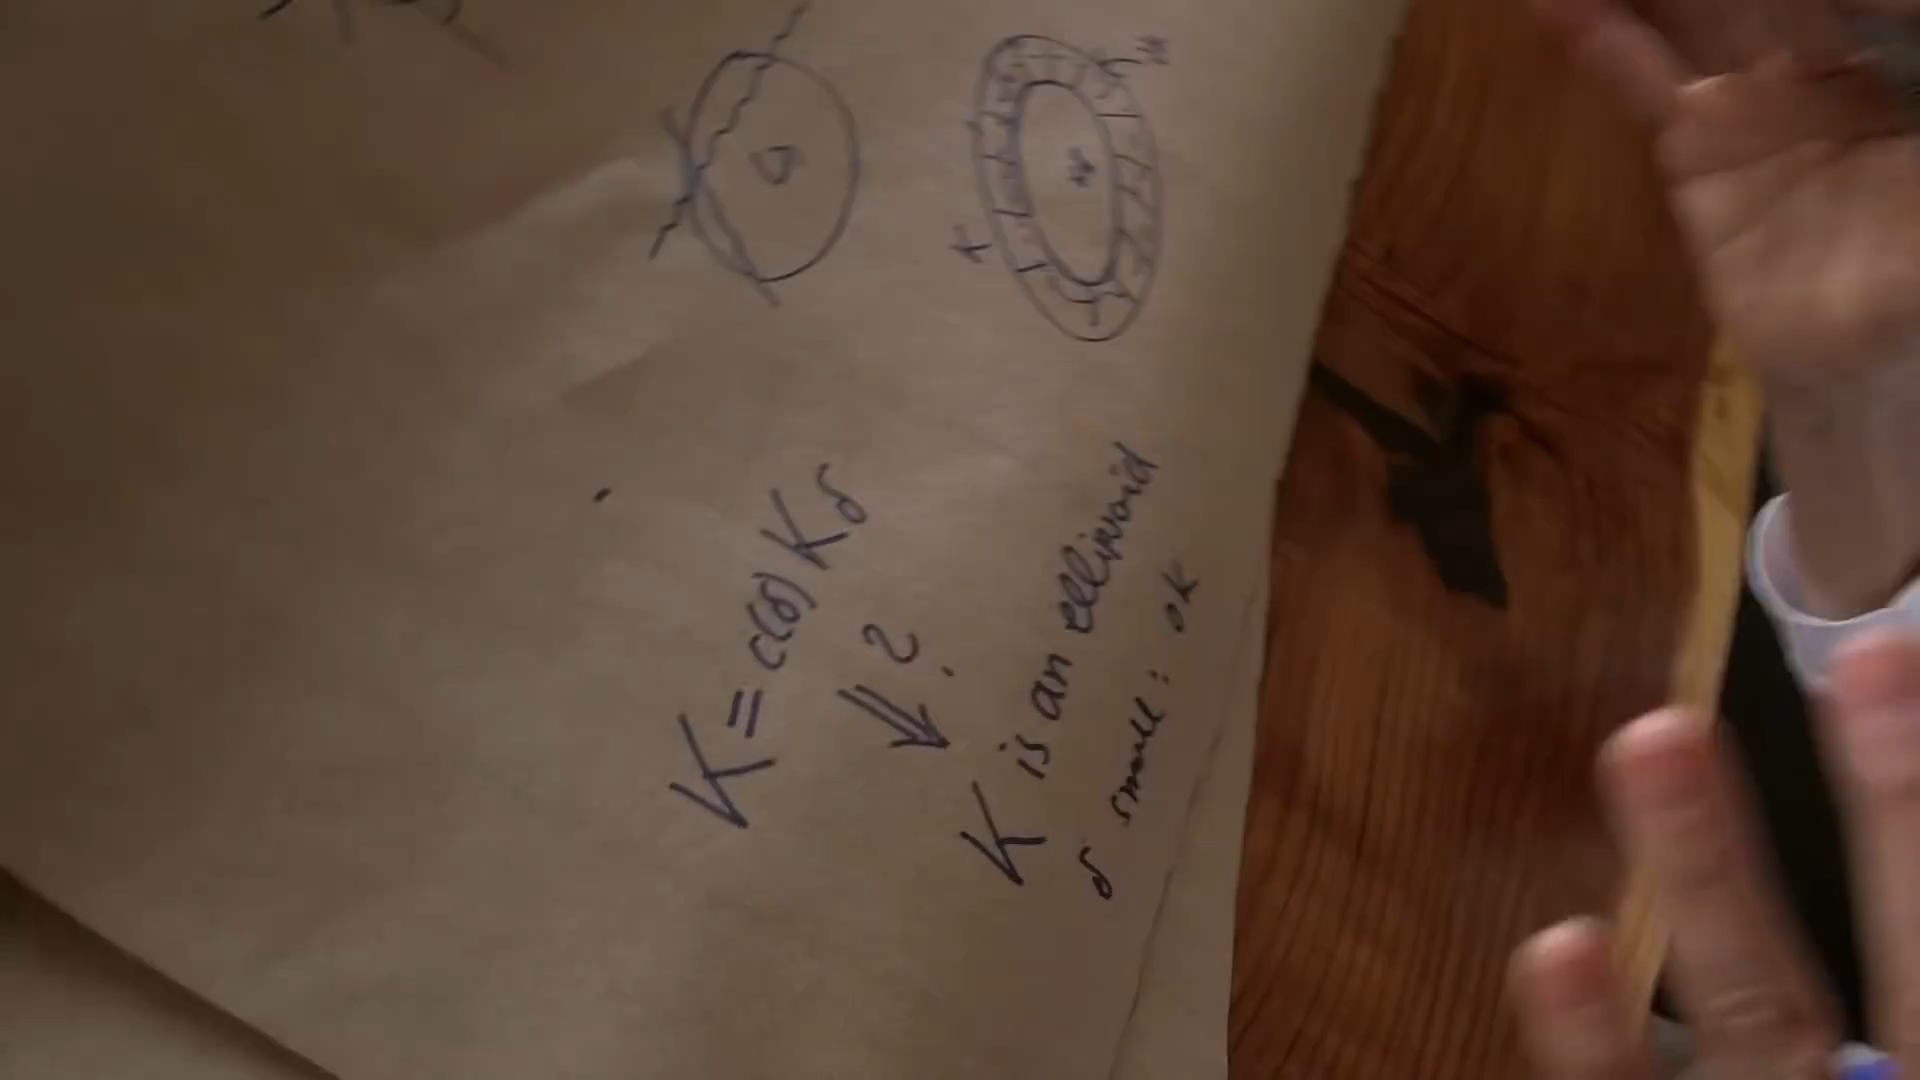 K = c(δ) K_δ
⇓ ?
K is an ellipsoid
δ small: ok
K